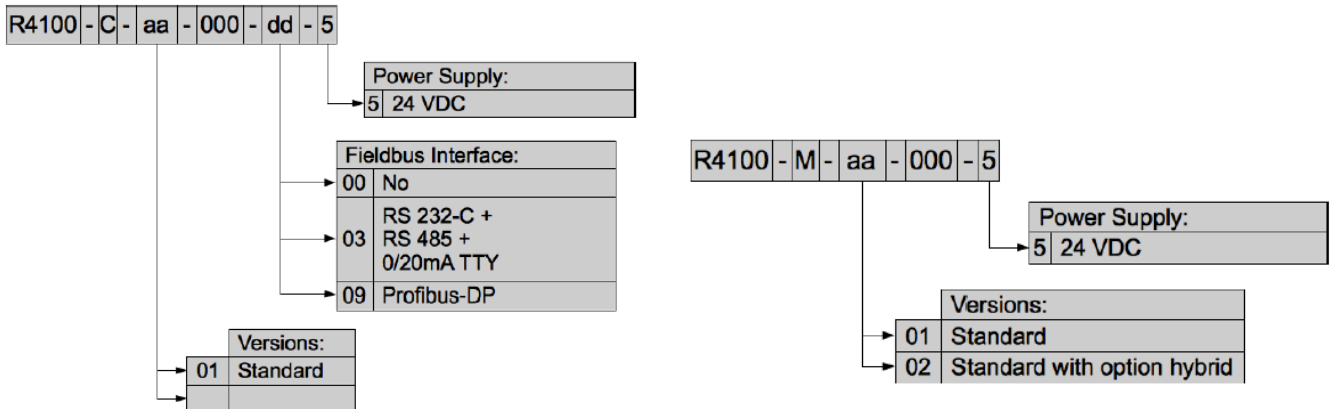 R4100 - C - aa - 000 - dd - 5
Power Supply:
5 24 VDC
Fieldbus Interface:
00 No
03 RS 232-C +
RS 485 +
0/20mA TTY
09 Profibus-DP
Versions:
01 Standard
R4100 - M - aa - 000 - 5
Power Supply:
5 24 VDC
Versions:
01 Standard
02 Standard with option hybrid